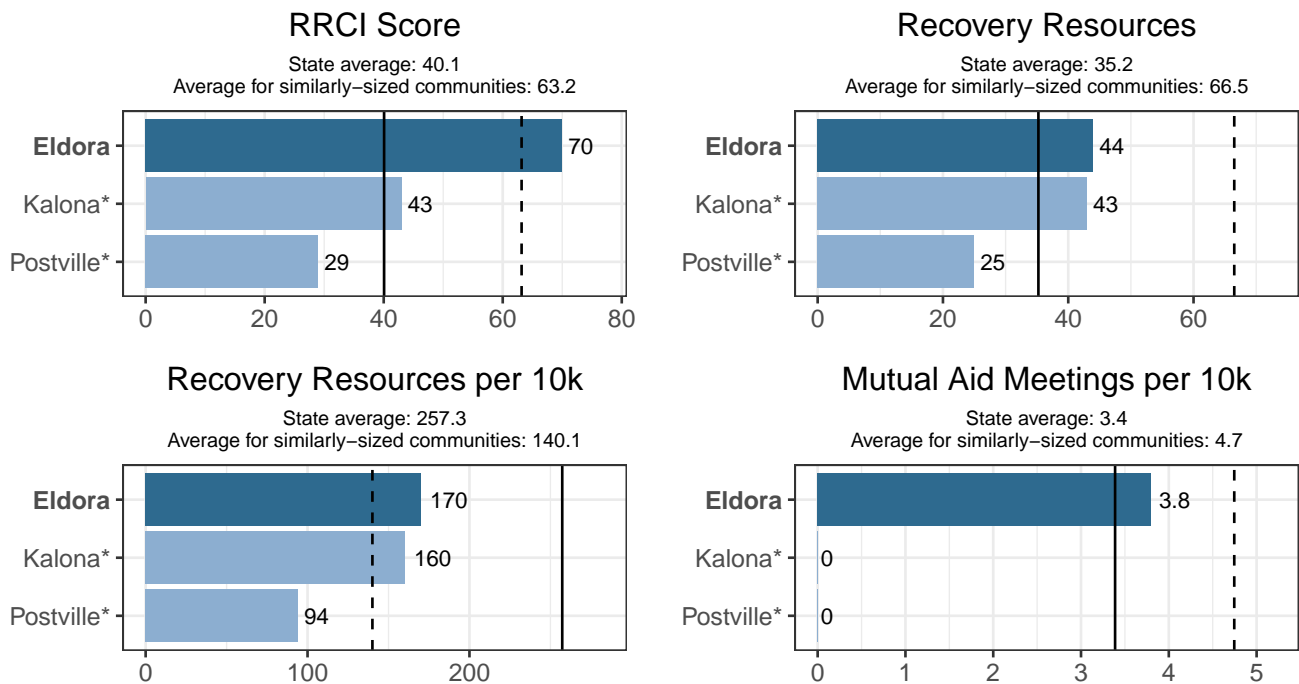 RRCI Score
State average: 40.1
Average for similarly−sized communities: 63.2
Eldora
70
Kalona*
43
Postville*
29
0 20 40 60 80
Recovery Resources
State average: 35.2
Average for similarly−sized communities: 66.5
Eldora
44
Kalona*
43
Postville*
25
0 20 40 60
Recovery Resources per 10k
State average: 257.3
Average for similarly−sized communities: 140.1
Eldora
170
Kalona*
160
Postville*
94
0 100 200
Mutual Aid Meetings per 10k
State average: 3.4
Average for similarly−sized communities: 4.7
Eldora
3.8
Kalona*
0
Postville*
0
0 1 2 3 4 5